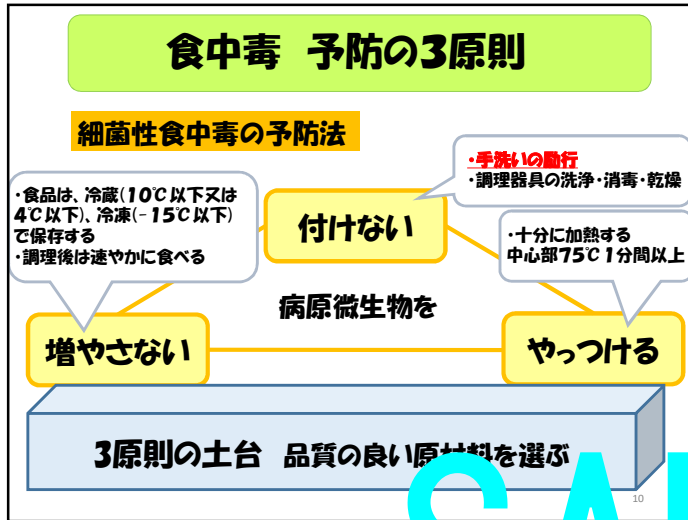 食中毒 予防の3原則
細菌性食中毒の予防法
・手洗いの励行
・調理器具の洗浄・消毒・乾燥
・食品は、冷蔵(10℃以下又は
4℃以下)、冷凍(-15℃以下)
で保存する
・調理後は速やかに食べる
付けない
・十分に加熱する
中心部75℃1分間以上
病原微生物を
増やさない
やっつける
3原則の土台 品質の良い原材料を選ぶ
10